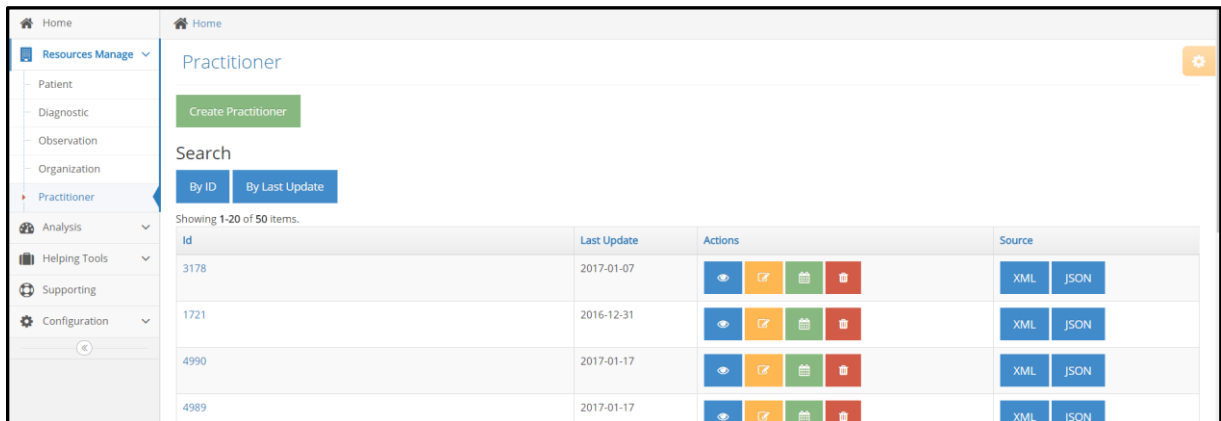 Home
Resources Manage
Patient
Diagnostic
Observation
Organization
Practitioner
Analysis
Helping Tools
Supporting
Configuration
Home
Practitioner
Create Practitioner
Search
By ID By Last Update
Showing 1-20 of 50 items.
Id Last Update Actions Source
3178 2017-01-07 XML JSON
1721 2016-12-31 XML JSON
4990 2017-01-17 XML JSON
4989 2017-01-17 XML JSON